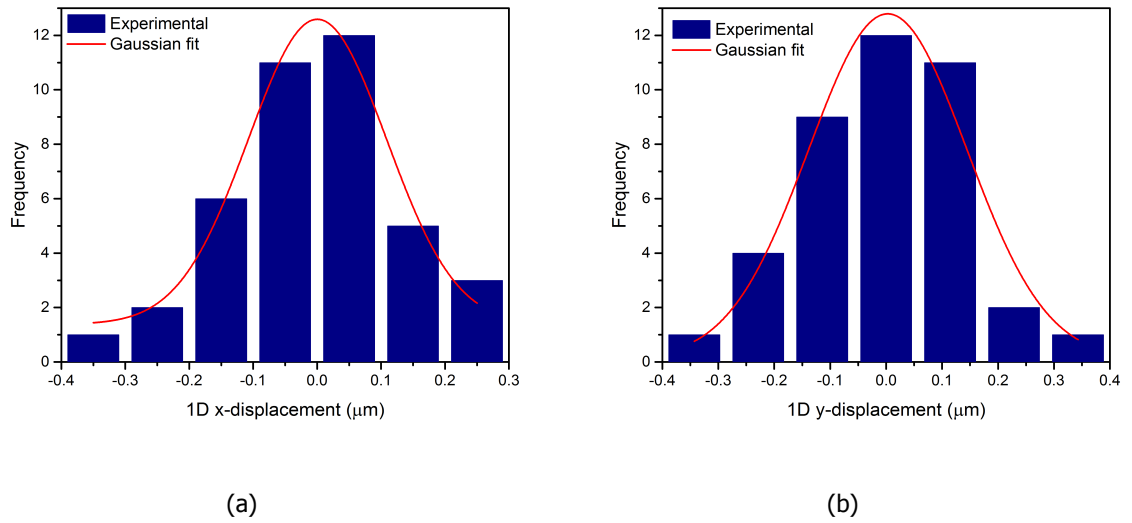 Experimental
Gaussian fit
12
10
8
6
4
2
0
Frequency
-0.4 -0.3 -0.2 -0.1 0.0 0.1 0.2 0.3
1D x-displacement (μm)
(a)
Experimental
Gaussian fit
12
10
8
6
4
2
0
Frequency
-0.4 -0.3 -0.2 -0.1 0.0 0.1 0.2 0.3 0.4
1D y-displacement (μm)
(b)